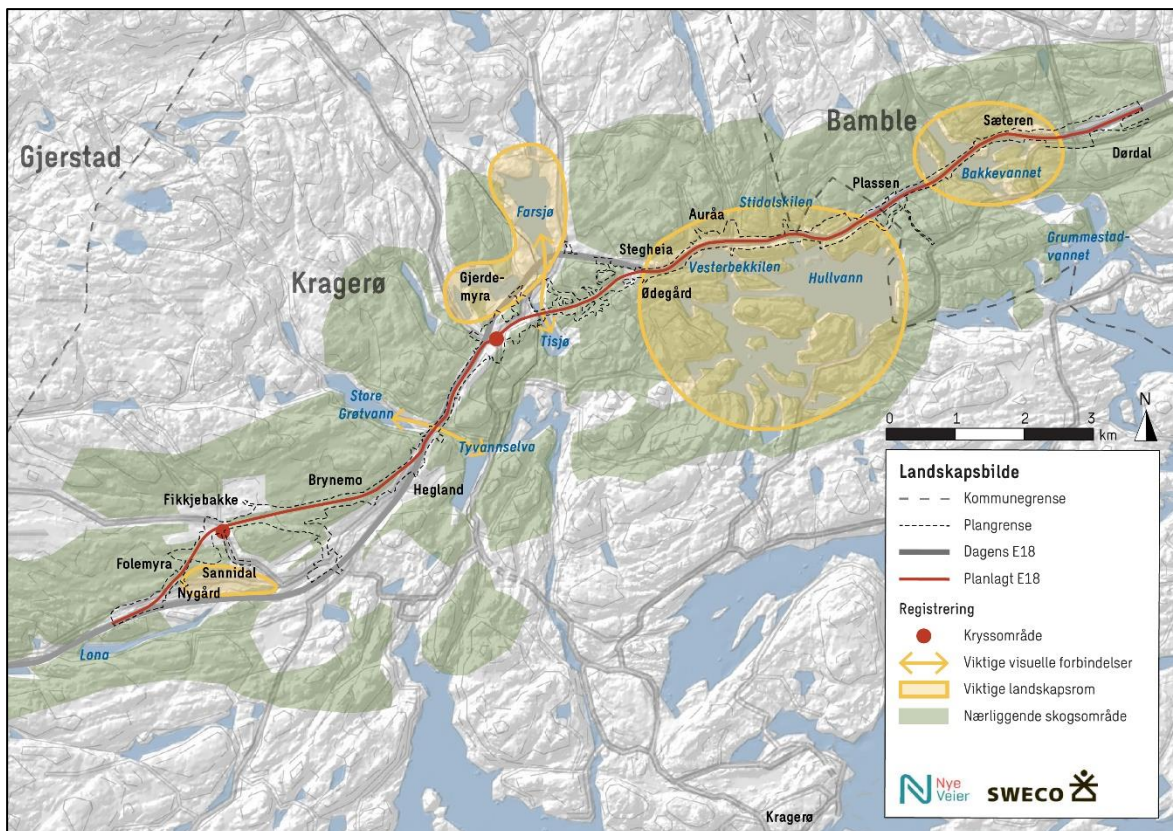 Gjerstad
Kragerø
Bamble
Sæteren
Dørdal
Bakkevannet
Plassen
Stidalskilen
Auråa
Farsjø
Stegheia
Vesterbekkilen
Hullvann
Grummestad-
vannet
Gjerde-
myra
Ødegård
Tisjø
Store
Grøtvann
Tyvannselva
Brynemo
Hegland
Fikkjebakke
Folemyra
Sannidal
Nygård
Lona
Kragerø
N
0 1 2 3
km
Landskapsbilde
Kommunegrense
Plangrense
Dagens E18
Planlagt E18
Registrering
Kryssområde
Viktige visuelle forbindelser
Viktige landskapsrom
Nærliggende skogsområde
Nye
Veier
SWECO